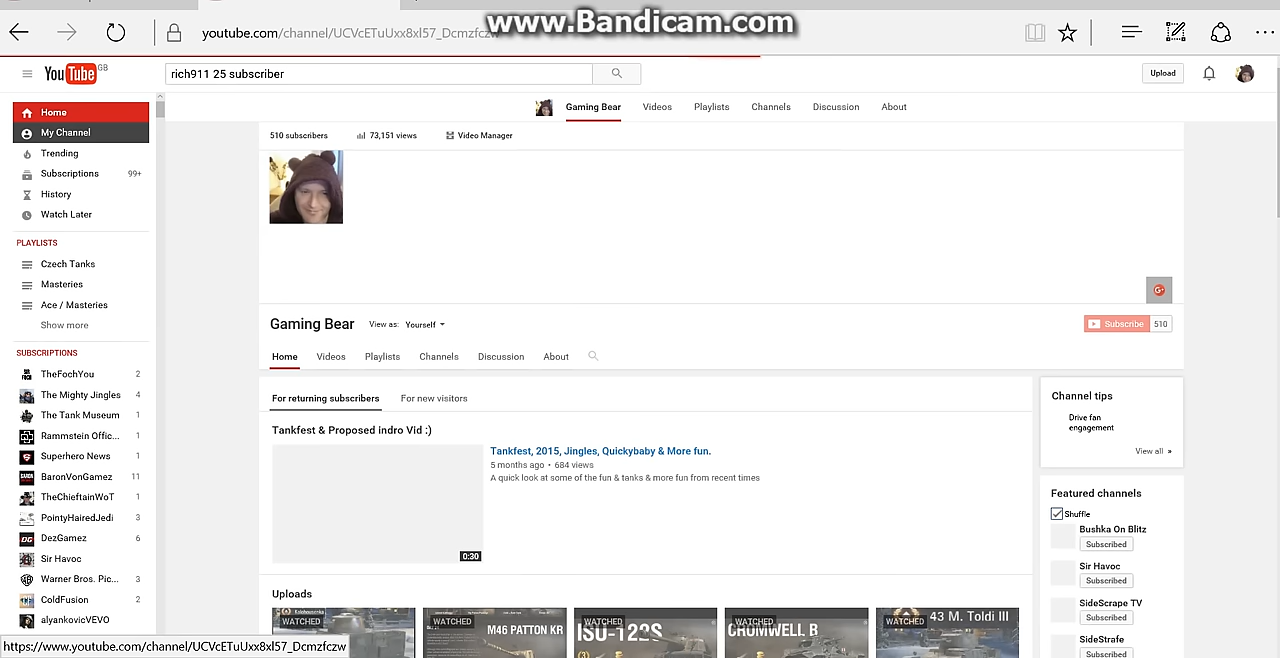 www.Bandicam.com
youtube.com/channel/UCVcETuUxx8xl57_Dcmzfczw
YouTube GB
rich911 25 subscriber
Upload
Home
My Channel
Trending
Subscriptions 99+
History
Watch Later
PLAYLISTS
Czech Tanks
Masteries
Ace / Masteries
Show more
SUBSCRIPTIONS
TheFochYou 2
The Mighty Jingles 4
The Tank Museum 1
Rammstein Offic... 1
Superhero News 1
BaronVonGamez 11
TheChieftainWoT 1
PointyHairedJedi 3
DezGamez 6
Sir Havoc
Warner Bros. Pic... 3
ColdFusion 2
alyankovicVEVO
https://www.youtube.com/channel/UCVcETuUxx8xl57_Dcmzfczw
Gaming Bear Videos Playlists Channels Discussion About
510 subscribers 73,151 views Video Manager
Gaming Bear View as: Yourself
Subscribe 510
Home Videos Playlists Channels Discussion About
For returning subscribers For new visitors
Tankfest & Proposed indro Vid :)
0:30
Tankfest, 2015, Jingles, Quickybaby & More fun.
5 months ago • 684 views
A quick look at some of the fun & tanks & more fun from recent times
Uploads
WATCHED
WATCHED
M46 PATTON KR
WATCHED
ISU-122S
WATCHED
CROMWELL B
WATCHED
43 M. Toldi III
Channel tips
Drive fan
engagement
View all »
Featured channels
Shuffle
Bushka On Blitz
Subscribed
Sir Havoc
Subscribed
SideScrape TV
Subscribed
SideStrafe
Subscribed